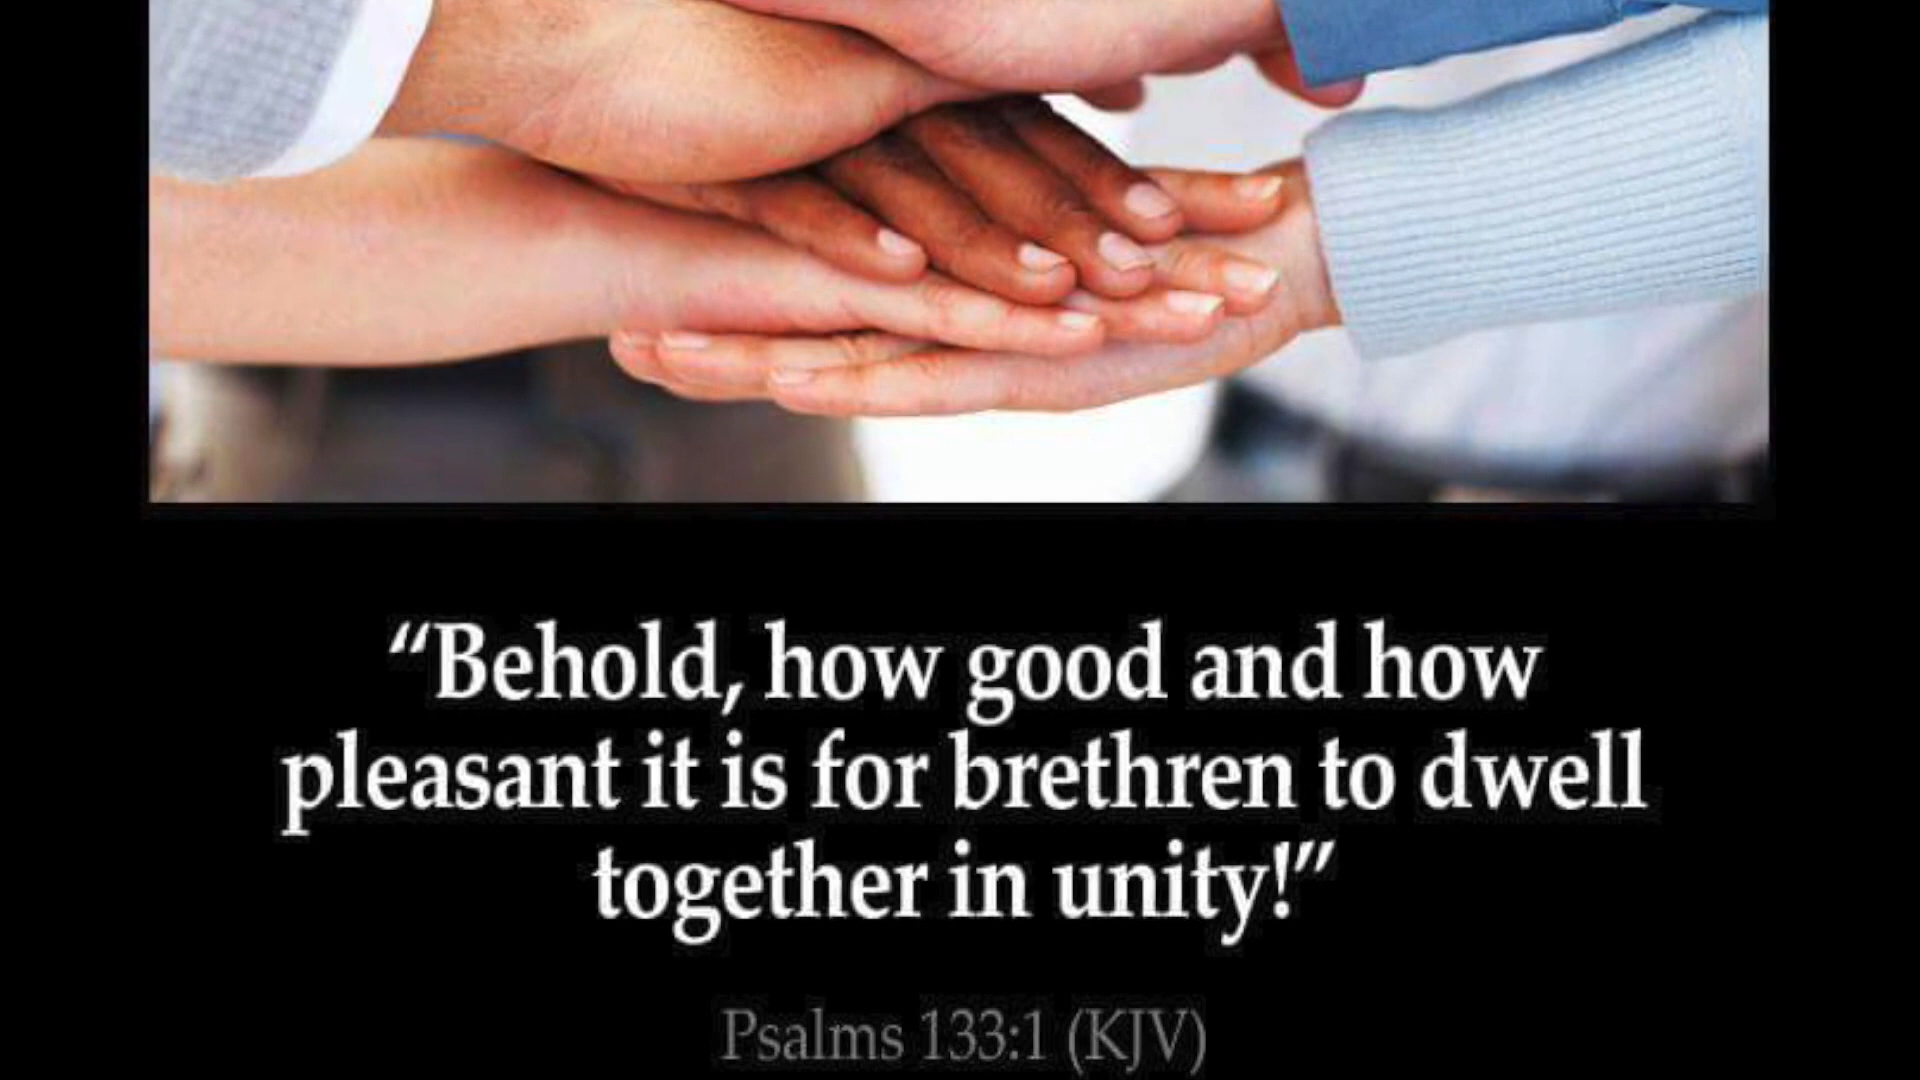 “Behold, how good and how
pleasant it is for brethren to dwell
together in unity!”
Psalms 133:1 (KJV)